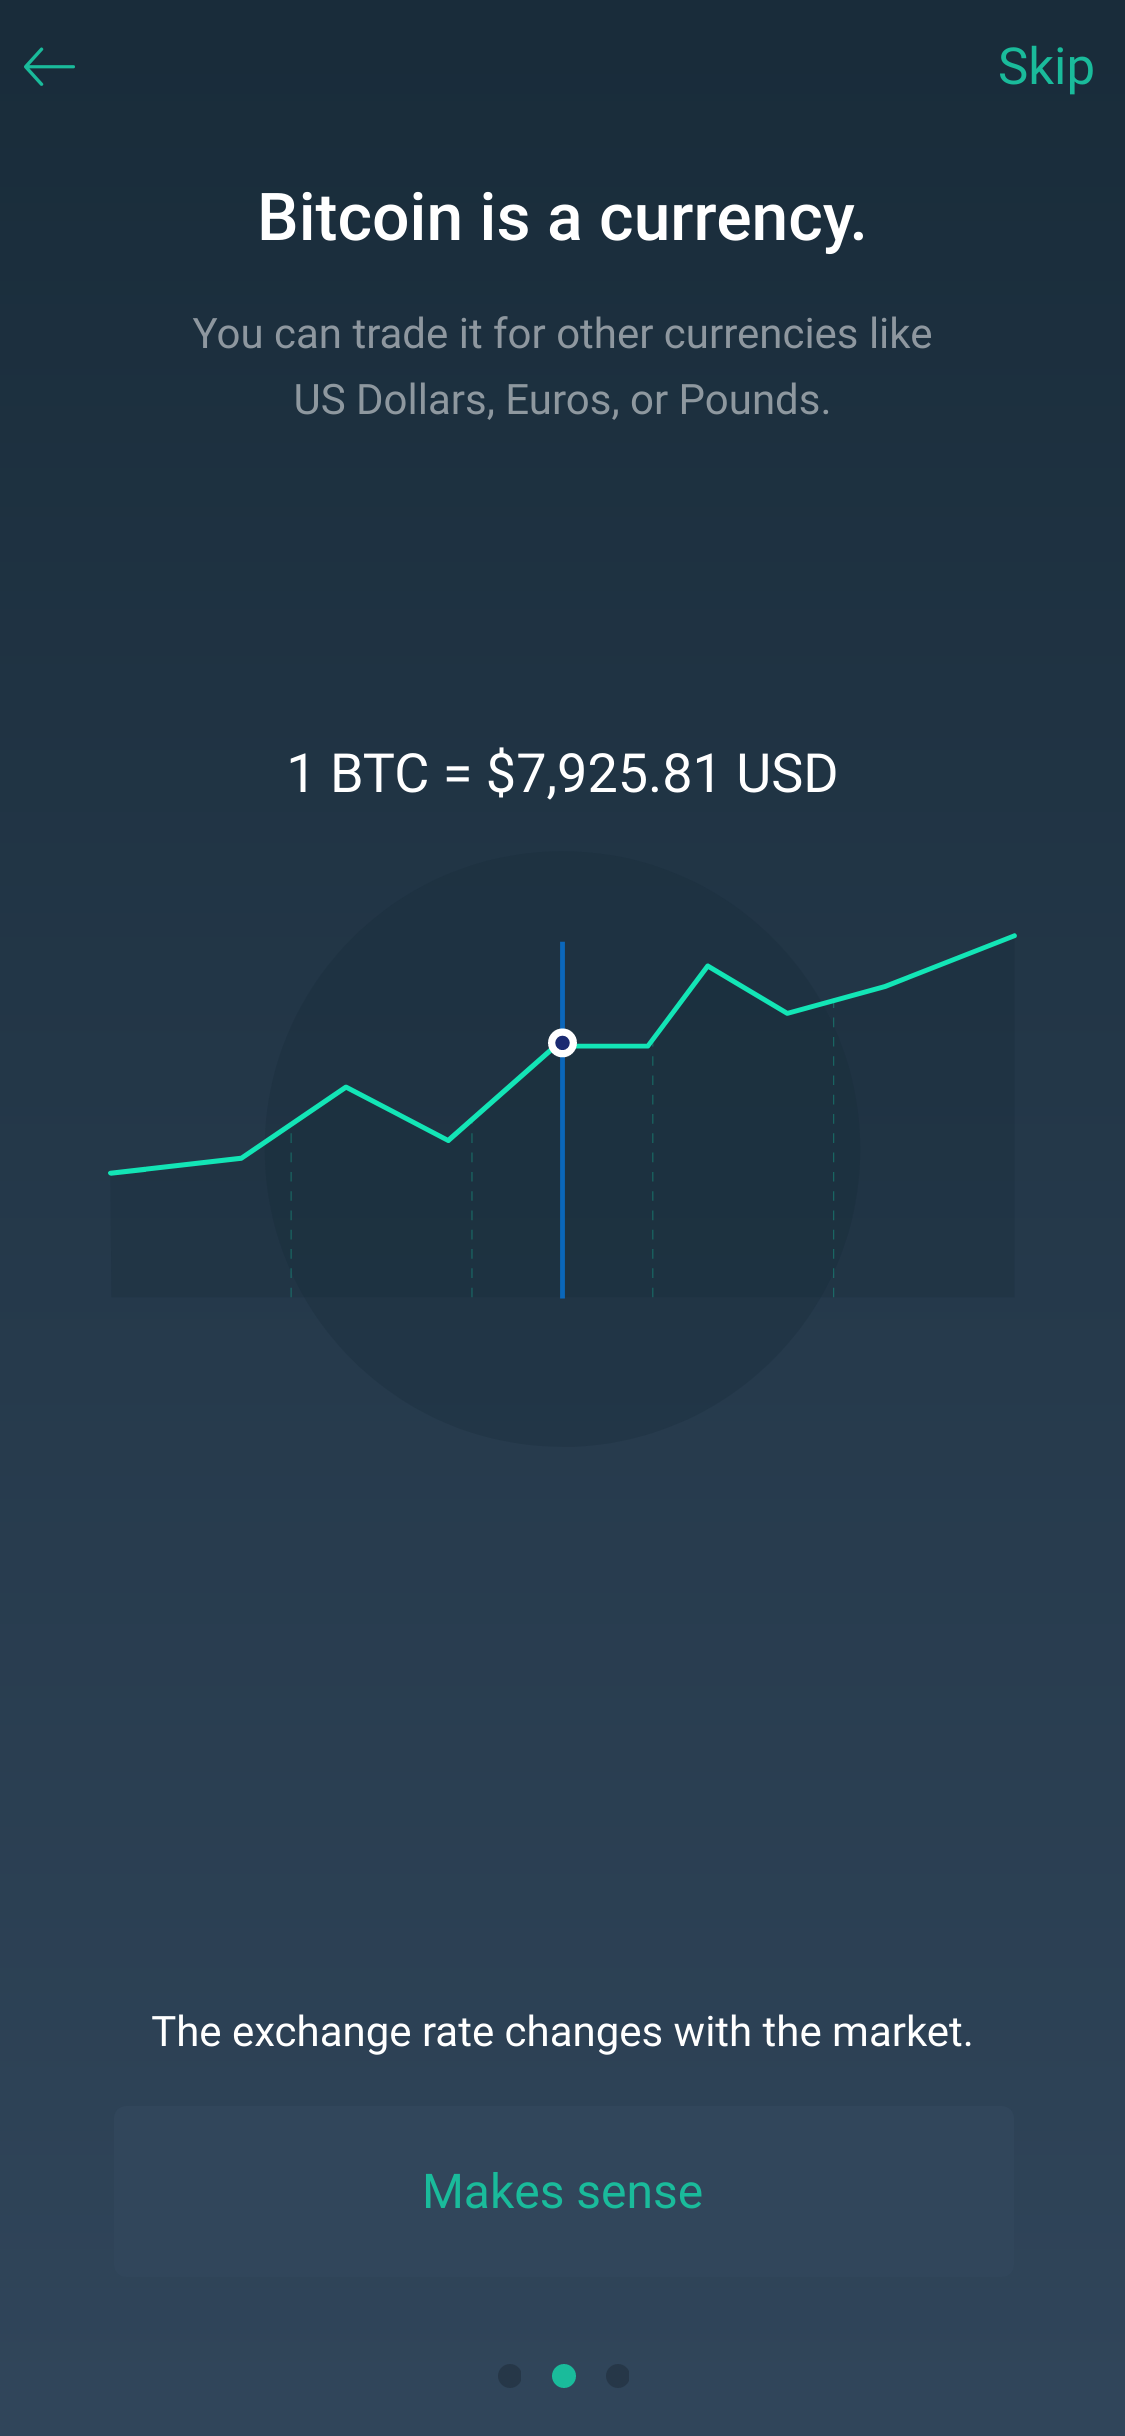 Skip
Bitcoin is a currency.
You can trade it for other currencies like
US Dollars, Euros, or Pounds.
1 BTC = $7,925.81 USD
The exchange rate changes with the market.
Makes sense